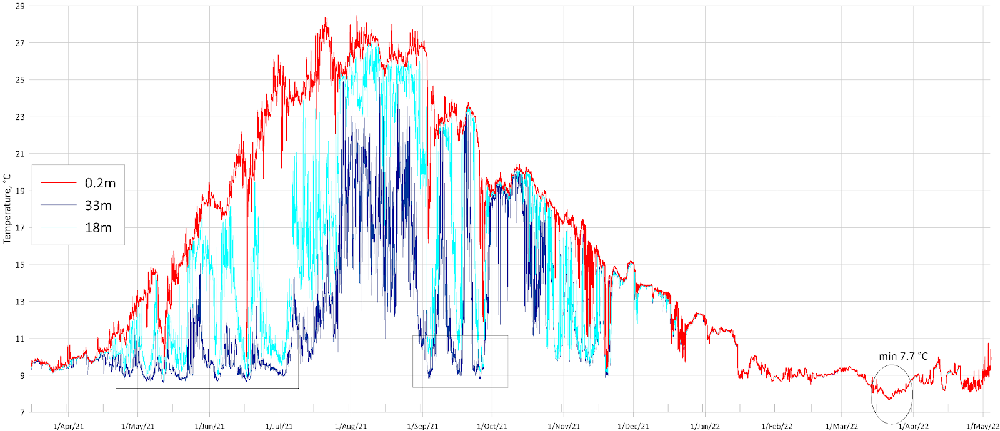 29
27
25
23
21
19
17
15
13
11
9
7
Temperature, °C
0.2m
33m
18m
min 7.7 °C
1/Apr/21 1/May/21 1/Jun/21 1/Jul/21 1/Aug/21 1/Sep/21 1/Oct/21 1/Nov/21 1/Dec/21 1/Jan/22 1/Feb/22 1/Mar/22 1/Apr/22 1/May/22